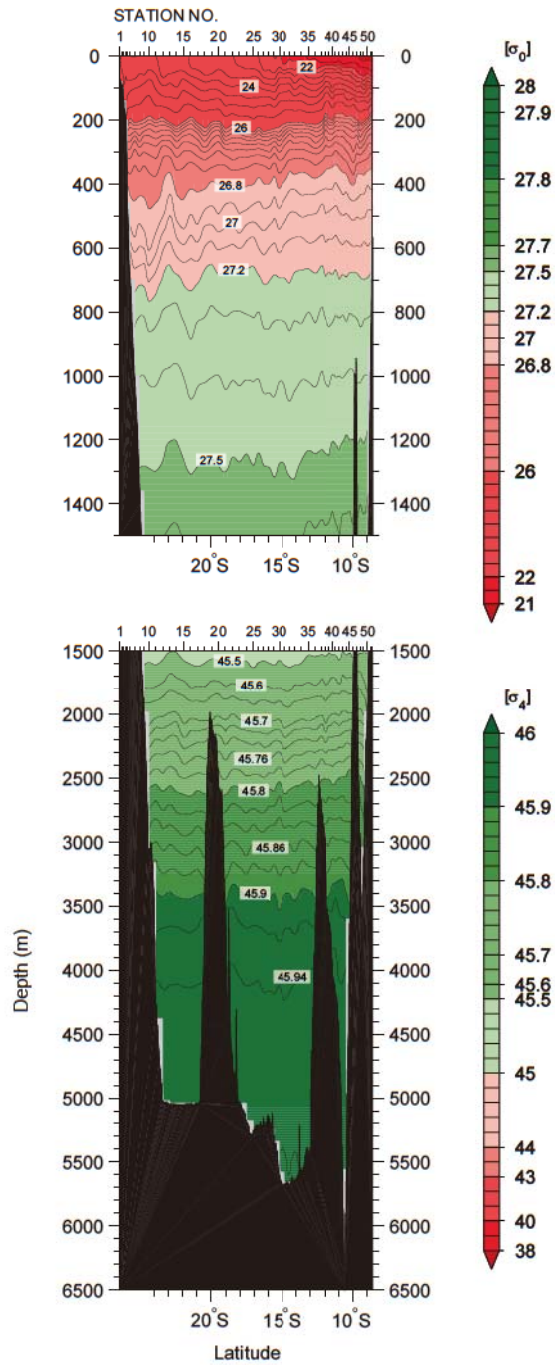 STATION NO.
1 10 15 20 25 30 35 40 45 50
[σ₀]
0 22 0
28
27.9
24
200 26 200
27.8
400 26.8 400
27.7
27.5
27
600 600
27.2
27.2
27
26.8
800 800
1000 1000
26
1200 27.5 1200
1400 1400
22
21
20°S 15°S 10°S
1 10 15 20 25 30 35 40 45 50
1500 45.5 1500
45.6
[σ₄]
2000 45.7 2000
46
45.76
2500 45.8 2500
45.9
3000 45.86 3000
45.8
3500 45.9 3500
45.7
45.6
45.5
4000 45.94 4000
Depth (m)
4500 4500
45
5000 5000
44
5500 5500
43
6000 6000
40
38
6500 6500
20°S 15°S 10°S
Latitude